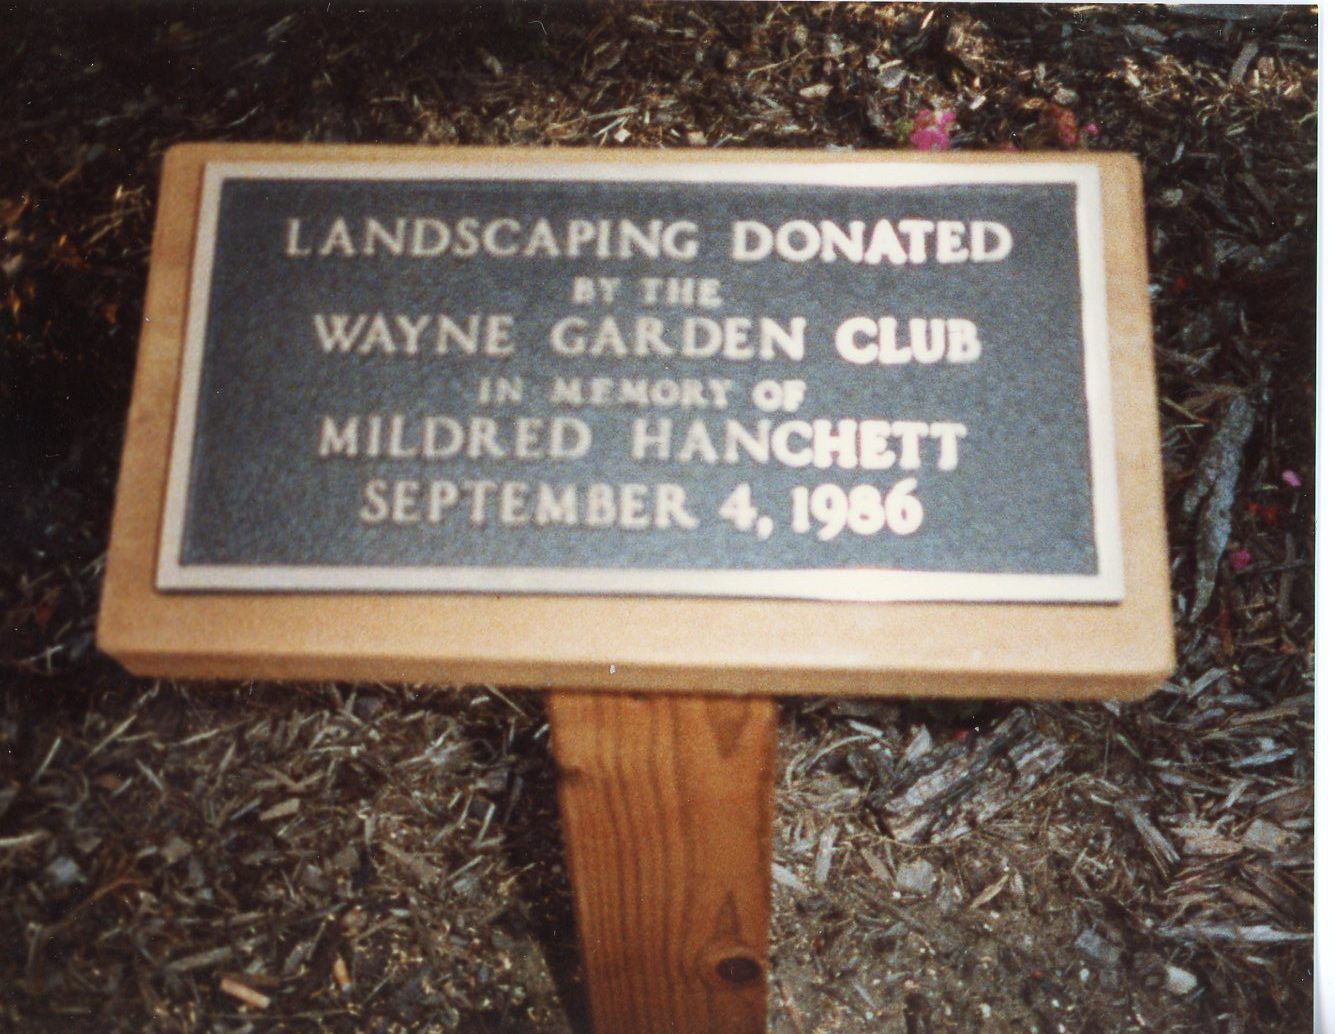 LANDSCAPING DONATED
BY THE
WAYNE GARDEN CLUB
IN MEMORY OF
MILDRED HANCHETT
SEPTEMBER 4, 1986